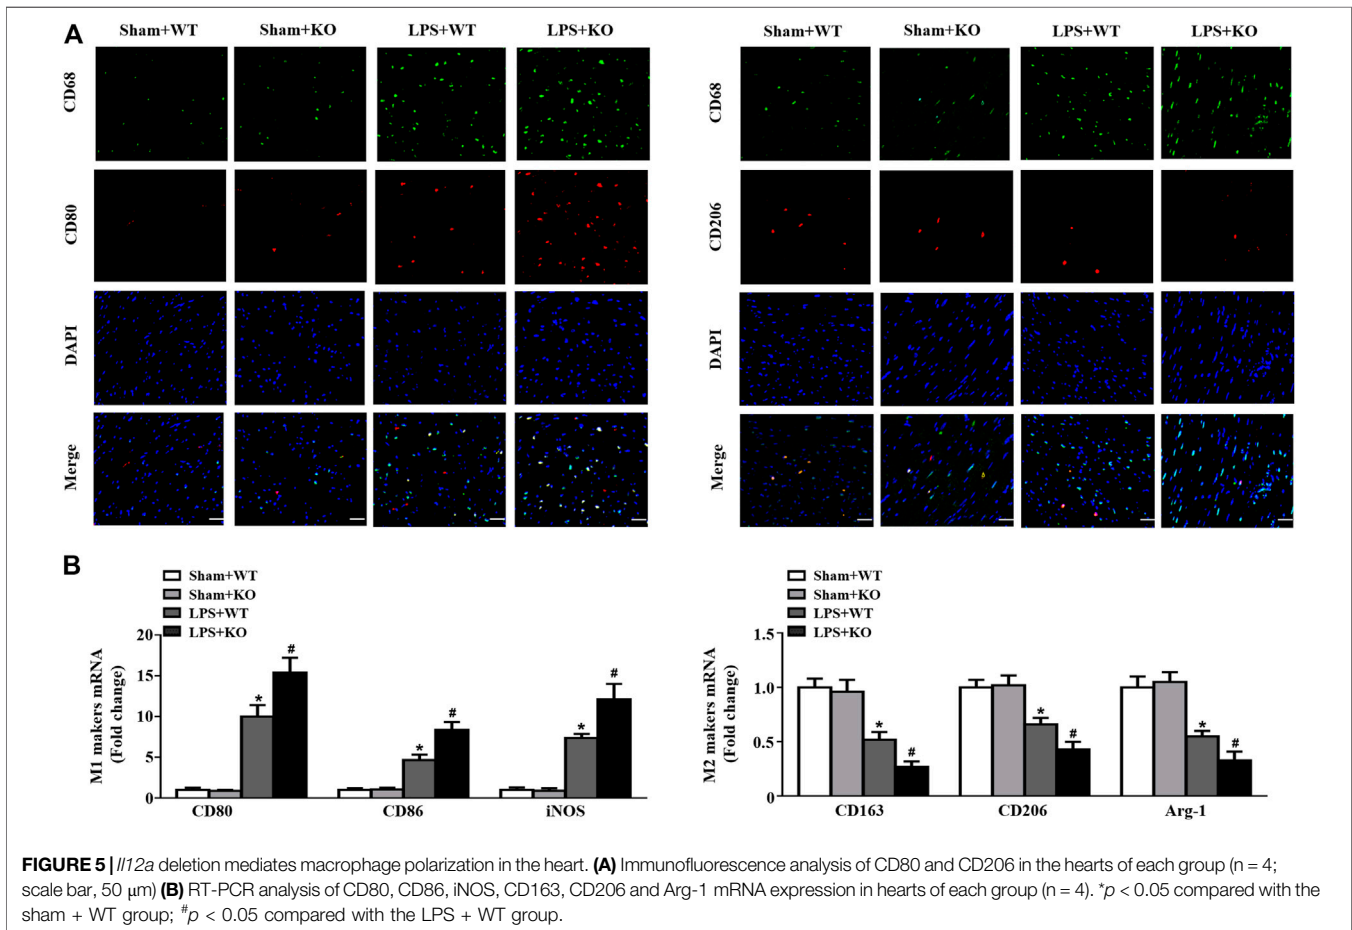 A
Sham+WT Sham+KO LPS+WT LPS+KO
CD68
CD80
DAPI
Merge
Sham+WT Sham+KO LPS+WT LPS+KO
CD68
CD206
DAPI
Merge
B
Sham+WT
Sham+KO
LPS+WT
LPS+KO
M1 makers mRNA
(Fold change)
20
15
10
5
0
* #
* #
* #
CD80 CD86 iNOS
Sham+WT
Sham+KO
LPS+WT
LPS+KO
M2 makers mRNA
(Fold change)
1.5
1.0
0.5
0
* #
* #
* #
CD163 CD206 Arg-1
FIGURE 5 | Il12a deletion mediates macrophage polarization in the heart. (A) Immunofluorescence analysis of CD80 and CD206 in the hearts of each group (n = 4;
scale bar, 50 μm) (B) RT-PCR analysis of CD80, CD86, iNOS, CD163, CD206 and Arg-1 mRNA expression in hearts of each group (n = 4). *p < 0.05 compared with the
sham + WT group; #p < 0.05 compared with the LPS + WT group.